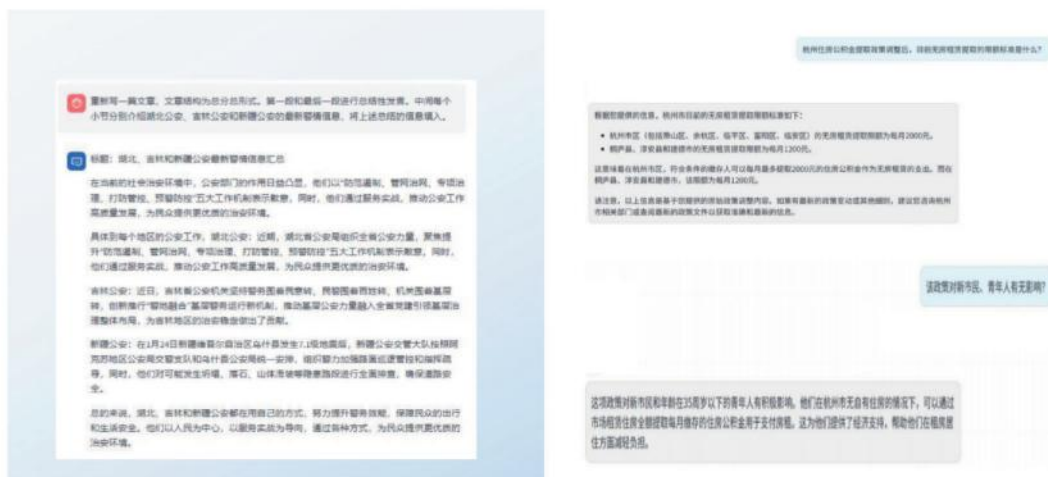 重新写一篇文章，文章结构为总分总形式。第一段和最后一段进行总结性发言。中间每个
小节分别介绍湖北公安、吉林公安和新疆公安的最新警情信息，将上述总结的信息填入。
标题：湖北、吉林和新疆公安最新警情信息汇总
在当前的社会治安环境中，公安部门的作用日益凸显，他们以“防范遏制、管网治网、专项治
理、打防管控、预警防控”五大工作机制表示敬意，同时，他们通过服务实战，推动公安工作
高质量发展，为民众提供更优质的治安环境。
具体到每个地区的公安工作，湖北公安：近期，湖北省公安局组织全省公安力量，聚焦提
升“防范遏制、管网治网、专项治理、打防管控、预警防控”五大工作机制表示敬意，同时，
他们通过服务实战，推动公安工作高质量发展，为民众提供更优质的治安环境。
吉林公安：近日，吉林省公安机关坚持警务围着民意转、民警围着百姓转、机关围着基层
转，创新推行“警地融合”基层警务运行新机制，推动基层公安力量融入全省党建引领基层治
理整体布局，为吉林地区的治安稳定做出了贡献。
新疆公安：在1月24日新疆维吾尔自治区乌什县发生7.1级地震后，新疆公安交管大队按照阿
克苏地区公安局交警支队和乌什县公安局统一安排，组织警力加强路面巡逻管控和指挥疏
导，同时，他们对可能发生坍塌、落石、山体滑坡等隐患路段进行全面排查，确保道路安
全。
总的来说，湖北、吉林和新疆公安都在用自己的方式，努力提升警务效能，保障民众的出行
和生活安全。他们以人民为中心，以服务实战为导向，通过各种方式，为民众提供更优质的
治安环境。
杭州住房公积金提取政策调整后，目前无房租赁提取的限额标准是什么？
根据您提供的信息，杭州市目前的无房租赁提取限额标准如下：
• 杭州市区（包括萧山区、余杭区、临平区、富阳区、临安区）的无房租赁提取限额为每月2000元。
• 桐庐县、淳安县和建德市的无房租赁提取限额为每月1200元。
这意味着在杭州市区，符合条件的缴存人可以每月最多提取2000元的住房公积金作为无房租赁的支出。而在
桐庐县、淳安县和建德市，该限额为每月1200元。
请注意，以上信息是基于您提供的原始政策调整内容。如果有最新的政策变动或其他细则，建议您咨询杭州
市相关部门或查阅最新的政策文件以获取准确和最新的信息。
该政策对新市民、青年人有无影响？
这项政策对新市民和年龄在35周岁以下的青年人有积极影响。他们在杭州市无自有住房的情况下，可以通过
市场租赁住房全额提取每月缴存的住房公积金用于支付房租。这为他们提供了经济支持，帮助他们在租房居
住方面减轻负担。